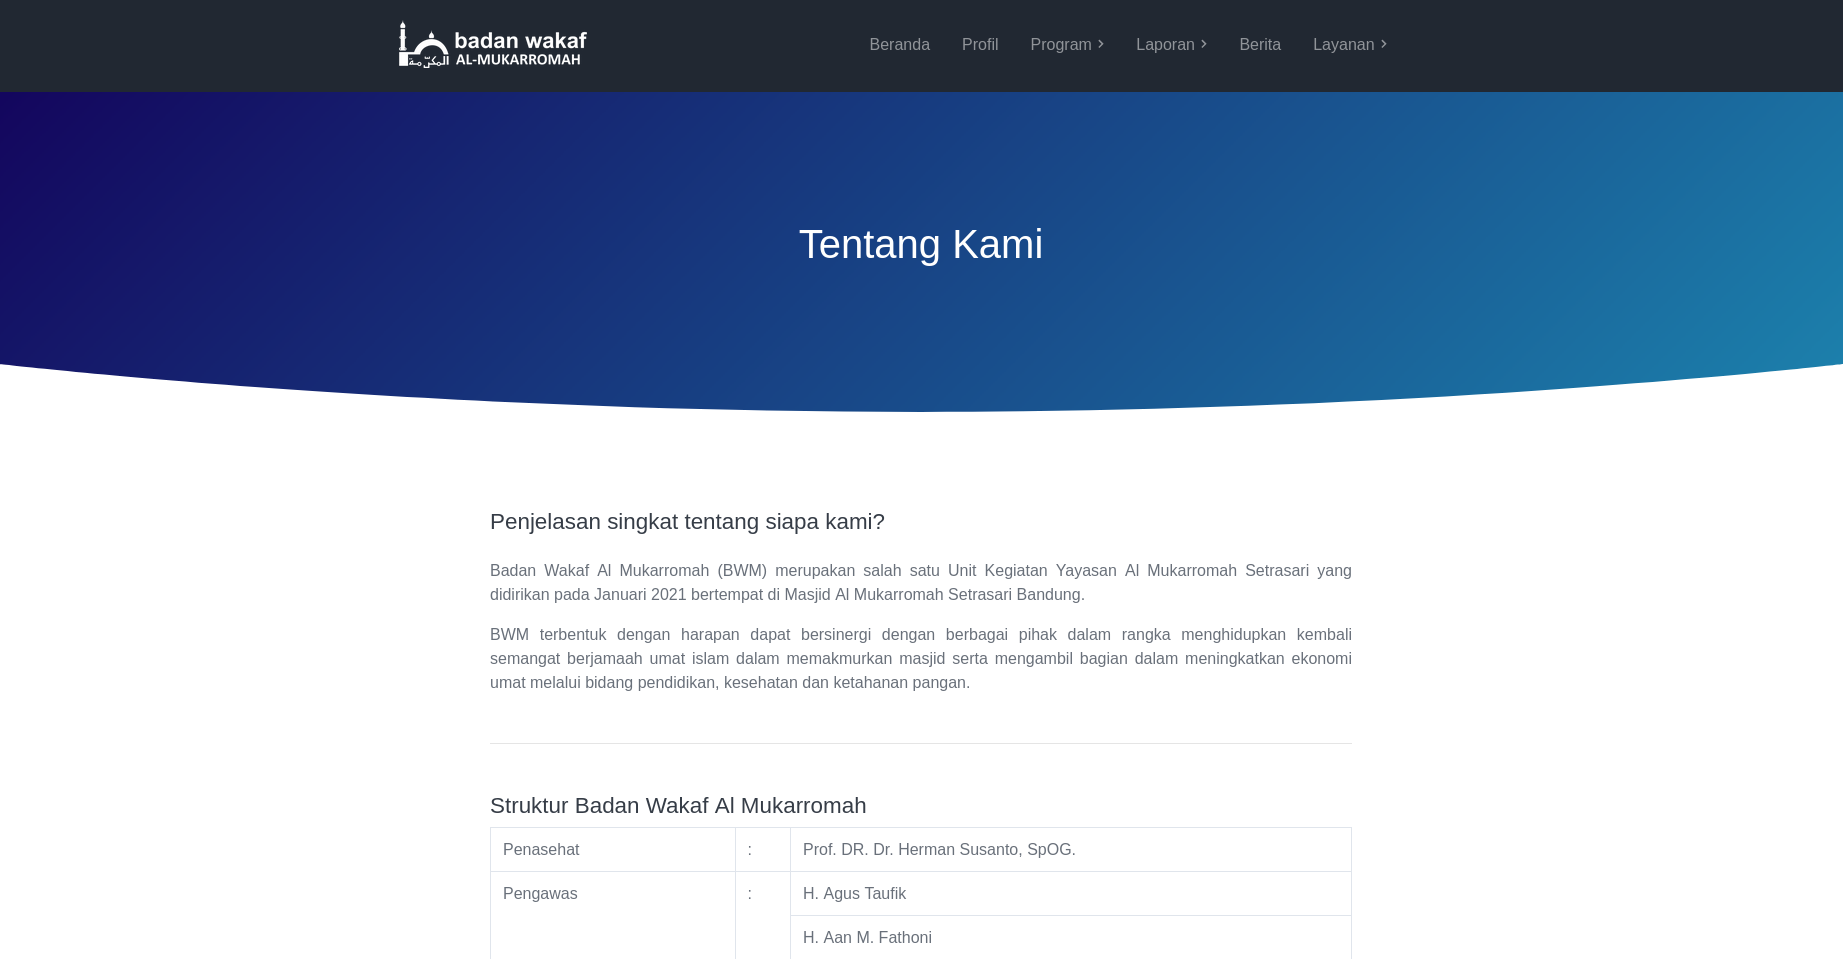 badan wakaf
AL-MUKARROMAH
Beranda
Profil
Program
Laporan
Berita
Layanan
Tentang Kami
Penjelasan singkat tentang siapa kami?
Badan Wakaf Al Mukarromah (BWM) merupakan salah satu Unit Kegiatan Yayasan Al Mukarromah Setrasari yang
didirikan pada Januari 2021 bertempat di Masjid Al Mukarromah Setrasari Bandung.
BWM terbentuk dengan harapan dapat bersinergi dengan berbagai pihak dalam rangka menghidupkan kembali
semangat berjamaah umat islam dalam memakmurkan masjid serta mengambil bagian dalam meningkatkan ekonomi
umat melalui bidang pendidikan, kesehatan dan ketahanan pangan.
Struktur Badan Wakaf Al Mukarromah
Penasehat : Prof. DR. Dr. Herman Susanto, SpOG.
Pengawas : H. Agus Taufik
H. Aan M. Fathoni